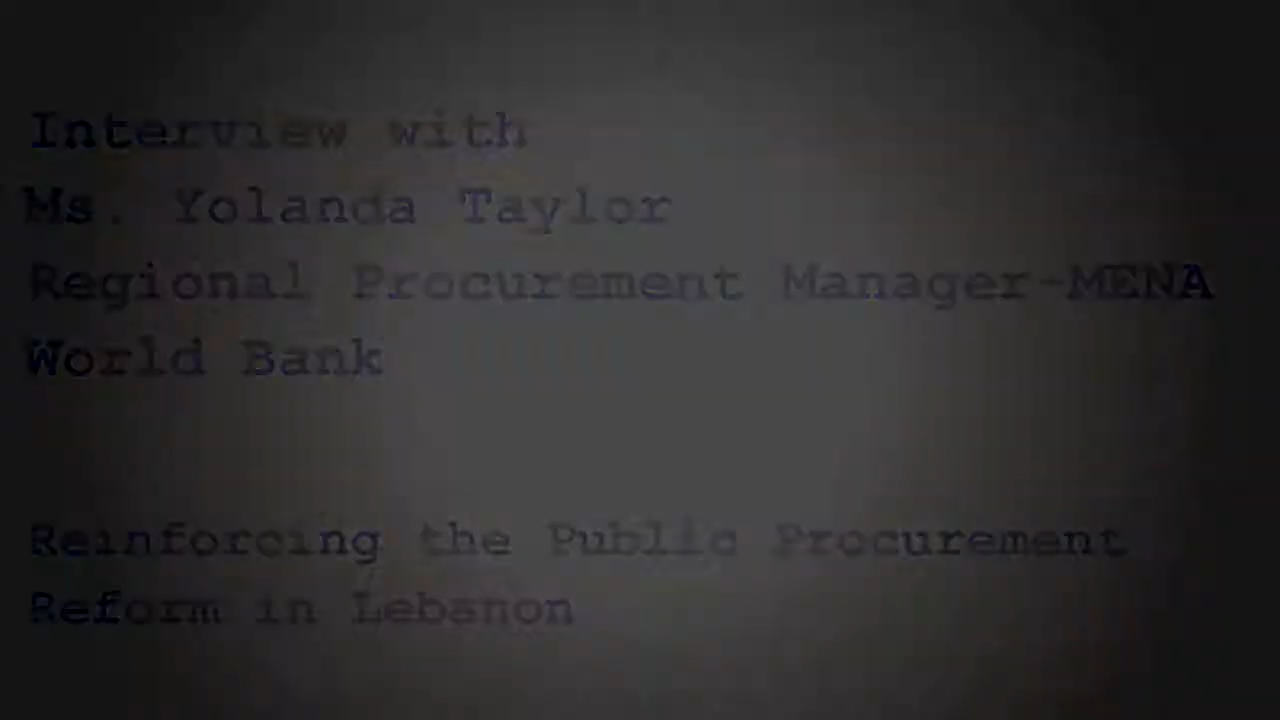 Interview with
Ms. Yolanda Taylor
Regional Procurement Manager-MENA
World Bank
Reinforcing the Public Procurement
Reform in Lebanon